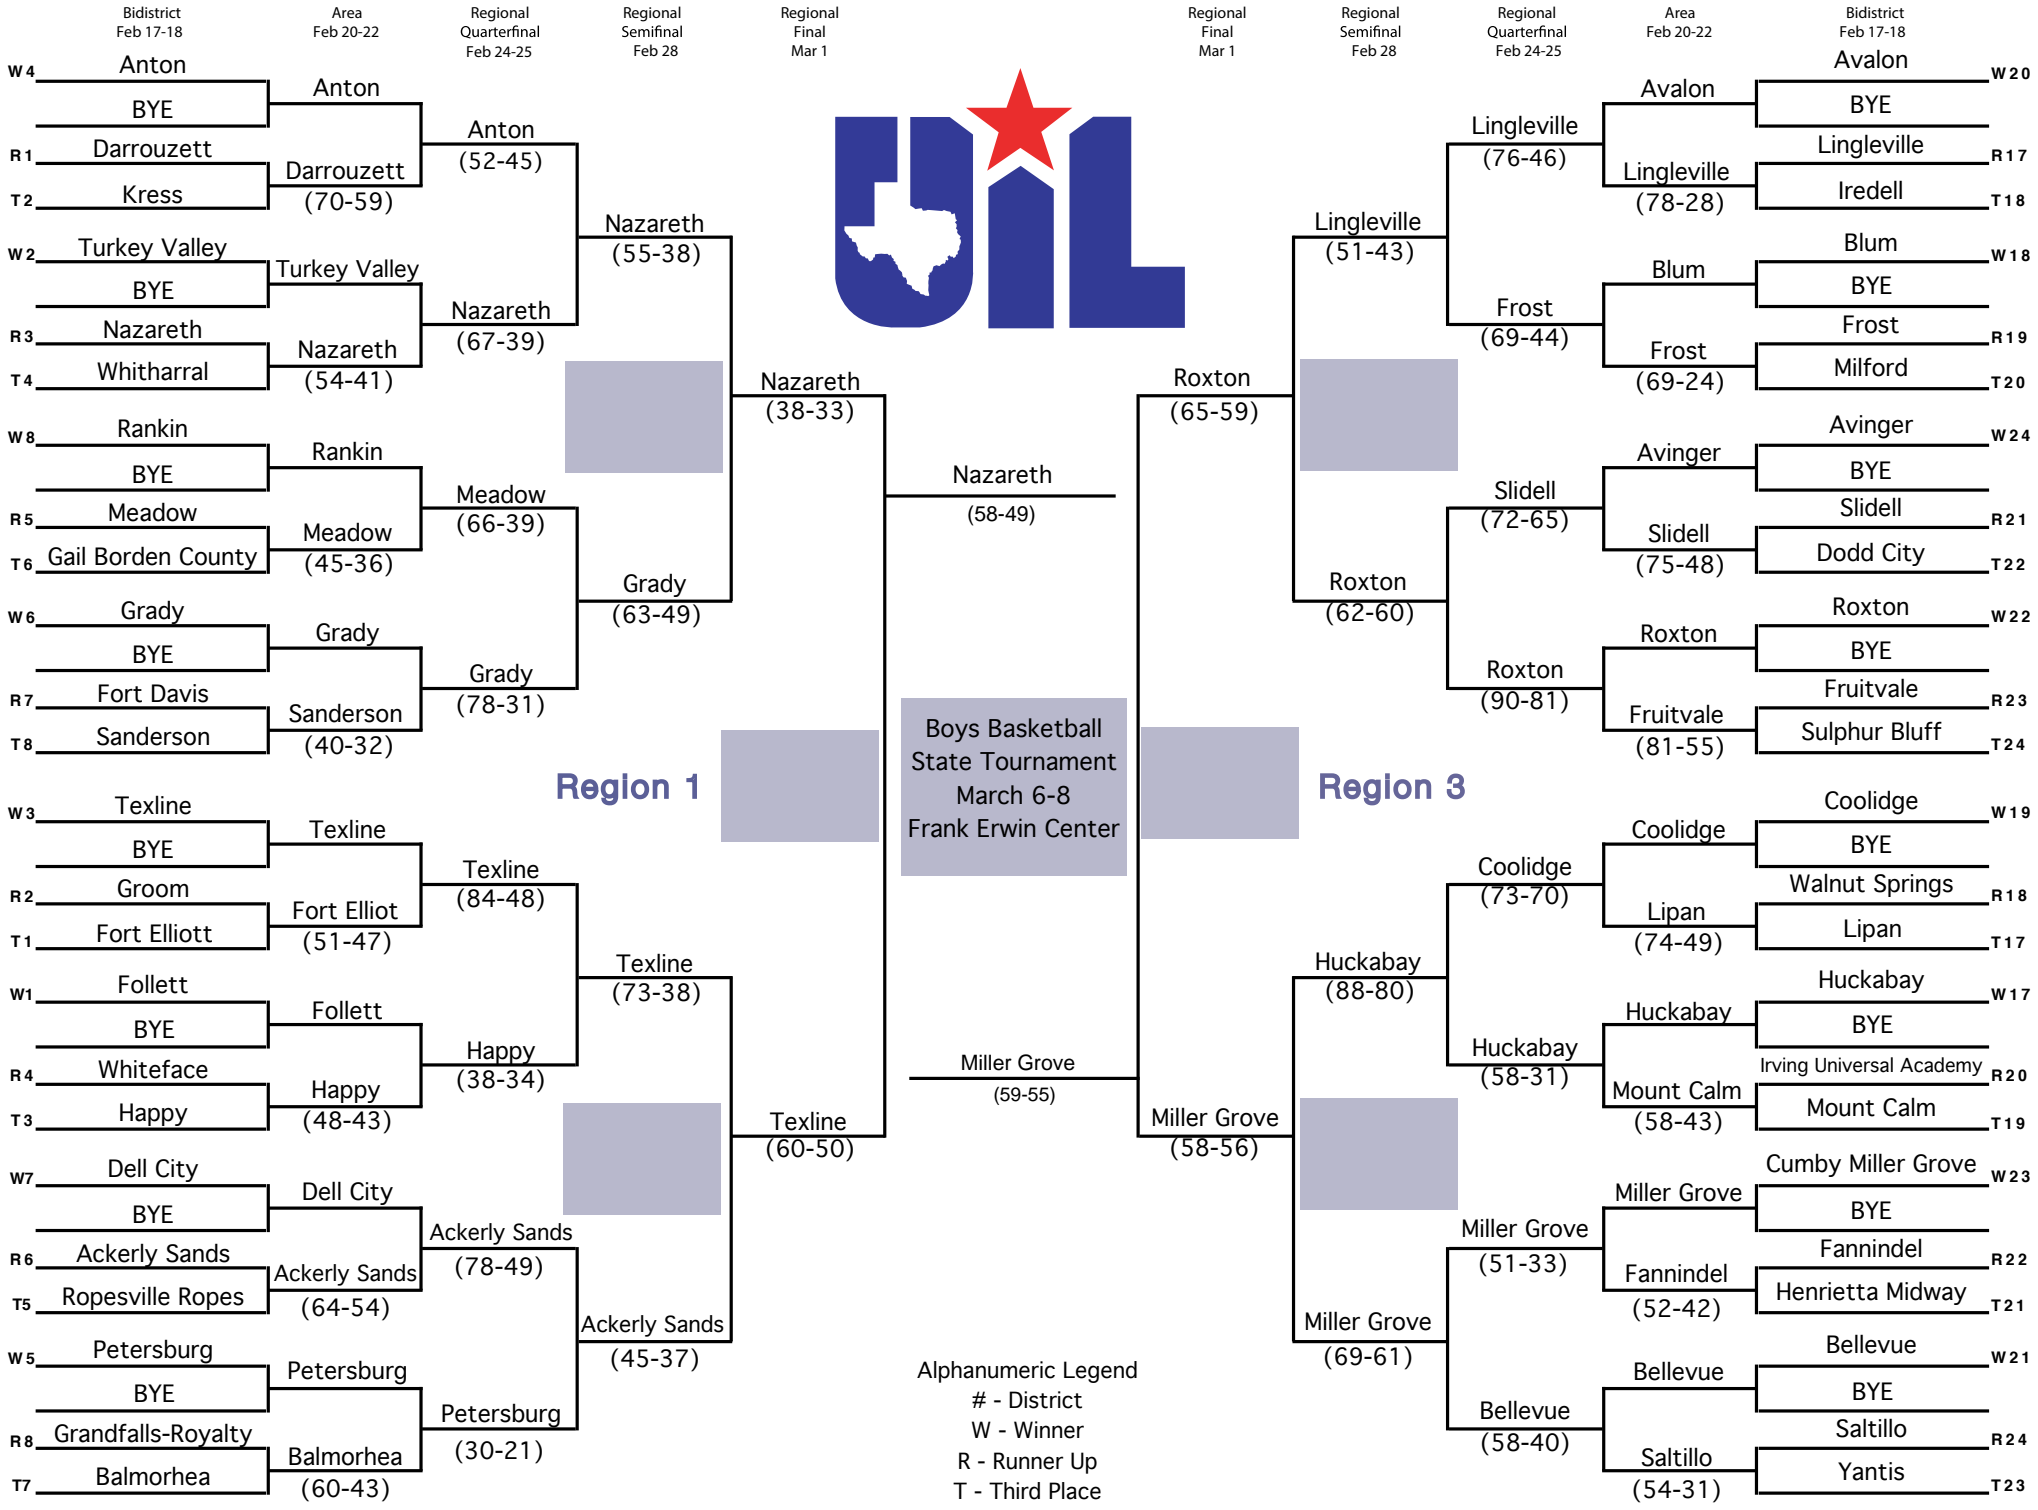 Bidistrict
Feb 17-18
Area
Feb 20-22
Regional
Quarterfinal
Feb 24-25
Regional
Semifinal
Feb 28
Regional
Final
Mar 1
Regional
Final
Mar 1
Regional
Semifinal
Feb 28
Regional
Quarterfinal
Feb 24-25
Area
Feb 20-22
Bidistrict
Feb 17-18
W4 Anton
BYE
R1 Darrouzett
T2 Kress
W2 Turkey Valley
BYE
R3 Nazareth
T4 Whitharral
W8 Rankin
BYE
R5 Meadow
T6 Gail Borden County
W6 Grady
BYE
R7 Fort Davis
T8 Sanderson
W3 Texline
BYE
R2 Groom
T1 Fort Elliott
W1 Follett
BYE
R4 Whiteface
T3 Happy
W7 Dell City
BYE
R6 Ackerly Sands
T5 Ropesville Ropes
W5 Petersburg
BYE
R8 Grandfalls-Royalty
T7 Balmorhea
Anton
Darrouzett
(70-59)
Turkey Valley
Nazareth
(54-41)
Rankin
Meadow
(45-36)
Grady
Sanderson
(40-32)
Texline
Fort Elliot
(51-47)
Follett
Happy
(48-43)
Dell City
Ackerly Sands
(64-54)
Petersburg
Balmorhea
(60-43)
Anton
(52-45)
Nazareth
(67-39)
Meadow
(66-39)
Grady
(78-31)
Texline
(84-48)
Happy
(38-34)
Ackerly Sands
(78-49)
Petersburg
(30-21)
Nazareth
(55-38)
Grady
(63-49)
Texline
(73-38)
Ackerly Sands
(45-37)
Nazareth
(38-33)
Texline
(60-50)
Region 1
UIL
Nazareth
(58-49)
Boys Basketball
State Tournament
March 6-8
Frank Erwin Center
Miller Grove
(59-55)
Alphanumeric Legend
# - District
W - Winner
R - Runner Up
T - Third Place
Region 3
Roxton
(65-59)
Miller Grove
(58-56)
Lingleville
(51-43)
Roxton
(62-60)
Huckabay
(88-80)
Miller Grove
(69-61)
Lingleville
(76-46)
Frost
(69-44)
Slidell
(72-65)
Roxton
(90-81)
Coolidge
(73-70)
Huckabay
(58-31)
Miller Grove
(51-33)
Bellevue
(58-40)
Avalon
Lingleville
(78-28)
Blum
Frost
(69-24)
Avinger
Slidell
(75-48)
Roxton
Fruitvale
(81-55)
Coolidge
Lipan
(74-49)
Huckabay
Mount Calm
(58-43)
Miller Grove
Fannindel
(52-42)
Bellevue
Saltillo
(54-31)
Avalon W20
BYE
Lingleville R17
Iredell T18
Blum W18
BYE
Frost R19
Milford T20
Avinger W24
BYE
Slidell R21
Dodd City T22
Roxton W22
BYE
Fruitvale R23
Sulphur Bluff T24
Coolidge W19
BYE
Walnut Springs R18
Lipan T17
Huckabay W17
BYE
Irving Universal Academy R20
Mount Calm T19
Cumby Miller Grove W23
BYE
Fannindel R22
Henrietta Midway T21
Bellevue W21
BYE
Saltillo R24
Yantis T23